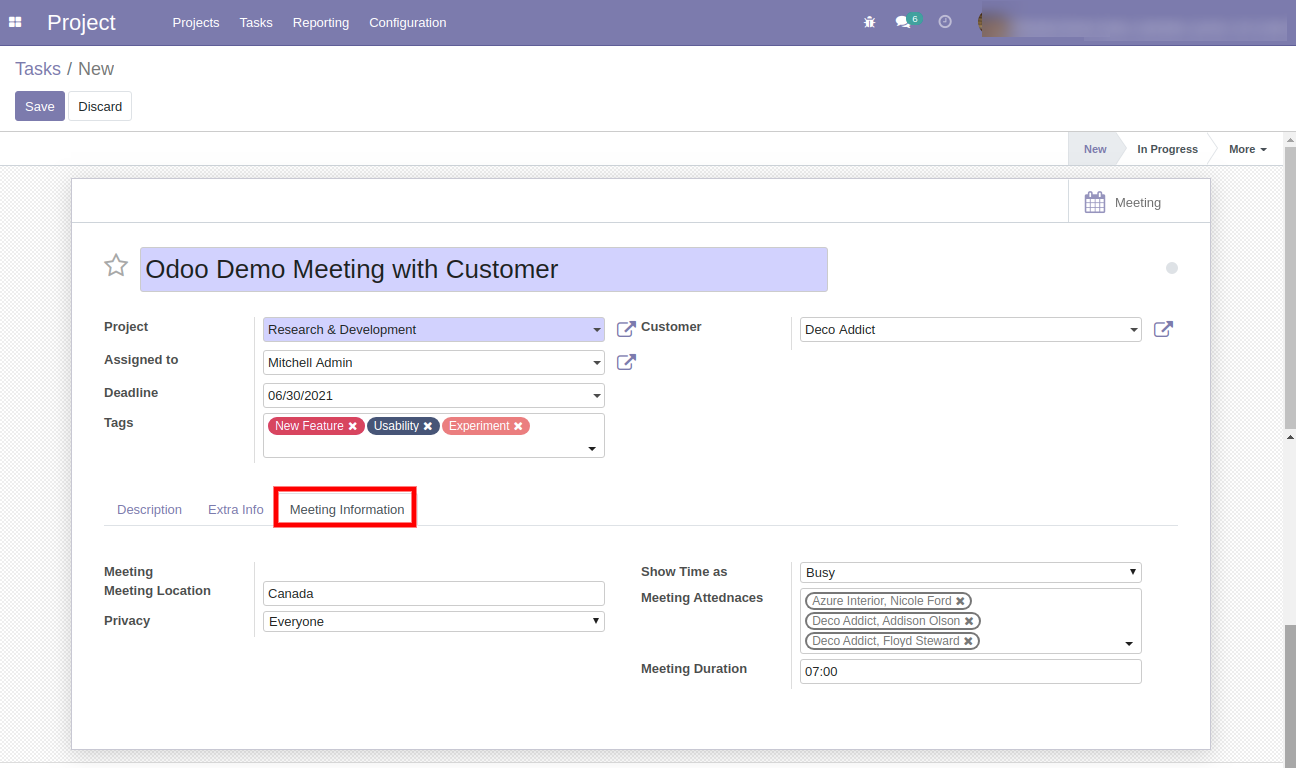 Project Projects Tasks Reporting Configuration 6
Tasks / New
Save Discard
New In Progress More
Meeting
Odoo Demo Meeting with Customer
Project Research & Development Customer Deco Addict
Assigned to Mitchell Admin
Deadline 06/30/2021
Tags New Feature Usability Experiment
Description Extra Info Meeting Information
Meeting Show Time as Busy
Meeting Location Canada Meeting Attednaces Azure Interior, Nicole Ford
Privacy Everyone Deco Addict, Addison Olson
Deco Addict, Floyd Steward
Meeting Duration 07:00